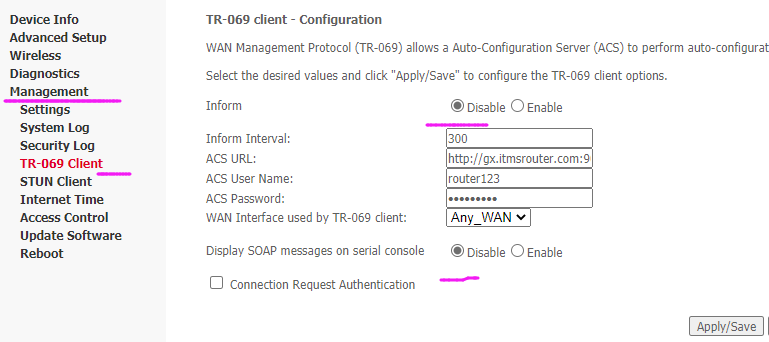 Device Info
Advanced Setup
Wireless
Diagnostics
Management
Settings
System Log
Security Log
TR-069 Client
STUN Client
Internet Time
Access Control
Update Software
Reboot
TR-069 client - Configuration
WAN Management Protocol (TR-069) allows a Auto-Configuration Server (ACS) to perform auto-configurat
Select the desired values and click "Apply/Save" to configure the TR-069 client options.
Inform Disable Enable
Inform Interval: 300
ACS URL: http://gx.itmsrouter.com:9
ACS User Name: router123
ACS Password: •••••••••
WAN Interface used by TR-069 client: Any_WAN
Display SOAP messages on serial console Disable Enable
Connection Request Authentication
Apply/Save